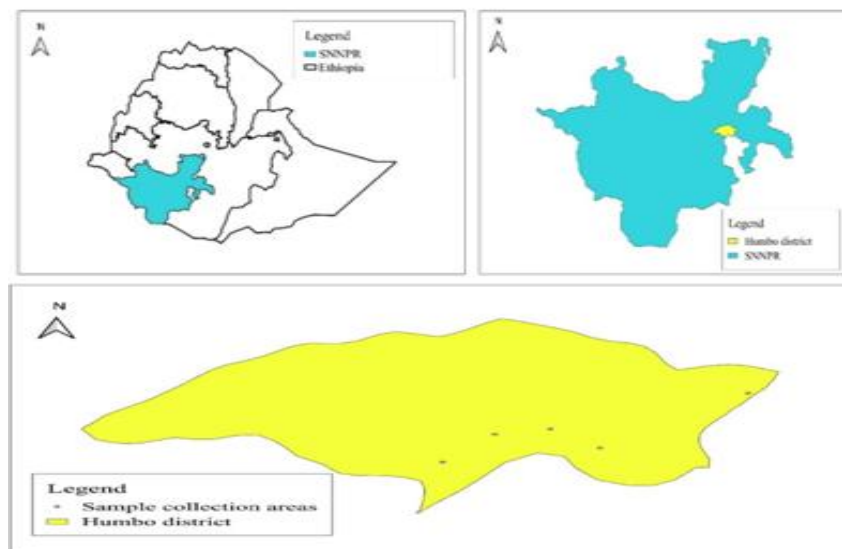 N
Legend
SNNPR
Ethiopia
N
Legend
Humbo district
SNNPR
N
Legend
Sample collection areas
Humbo district